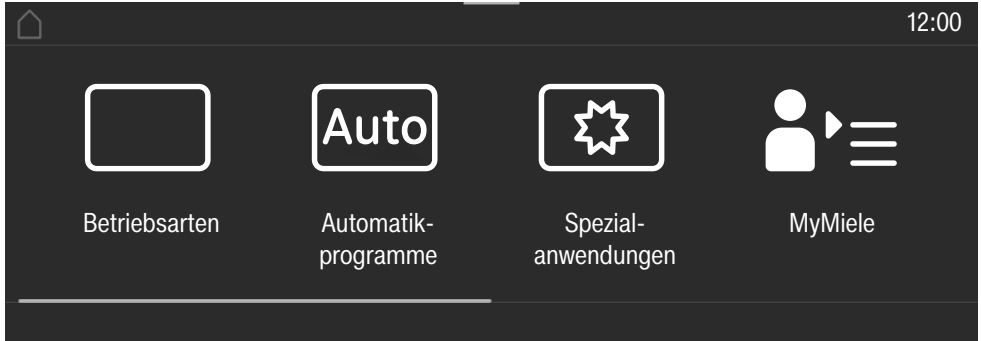 12:00
Auto
Betriebsarten
Automatik-
programme
Spezial-
anwendungen
MyMiele